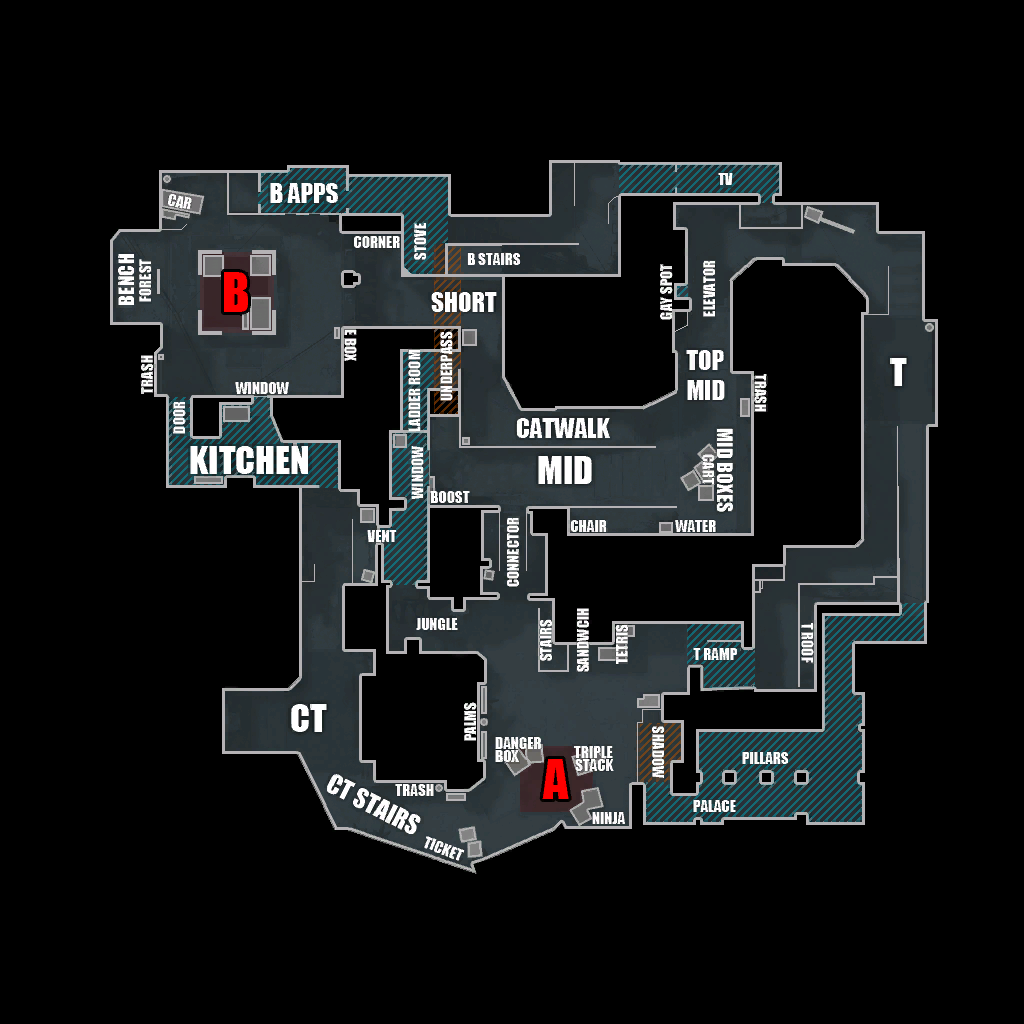 TV
B APPS
CAR
STOVE
CORNER
B STAIRS
BENCH
FOREST
B
SHORT
GAY SPOT
ELEVATOR
E BOX
UNDERPASS
TOP
MID
T
TRASH
LADDER ROOM
WINDOW
TRASH
DOOR
CATWALK
KITCHEN
WINDOW
MID
MID BOXES
CART
BOOST
CHAIR
WATER
VENT
CONNECTOR
JUNGLE
STAIRS
SANDWCIH
TETRIS
T RAMP
T ROOF
CT
PALMS
DANGER
BOX
TRIPLE
STACK
SHADOW
PILLARS
A
TRASH
CT STAIRS
NINJA
PALACE
TICKET